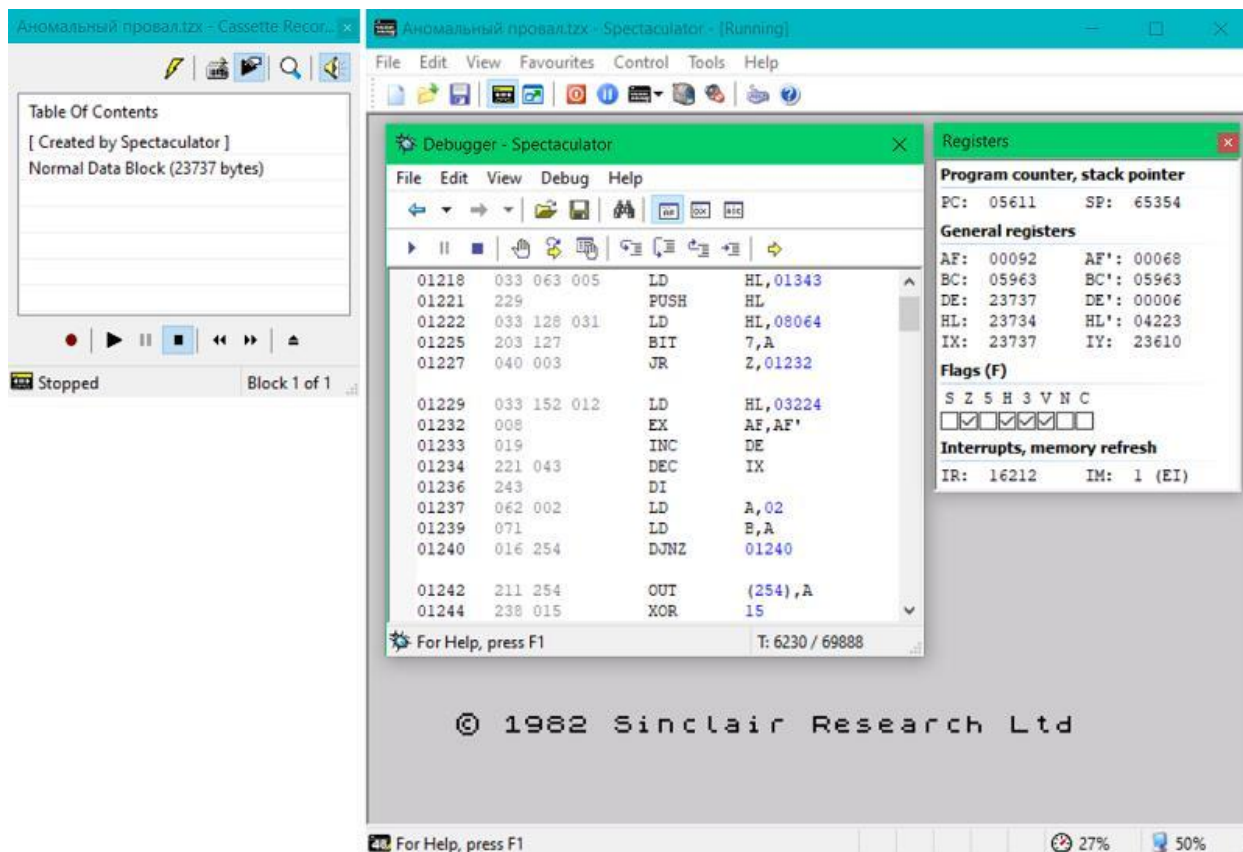 Аномальный провал.tzx - Cassette Recor...
Table Of Contents
[ Created by Spectaculator ]
Normal Data Block (23737 bytes)
Stopped
Block 1 of 1
Аномальный провал.tzx - Spectaculator - [Running]
File Edit View Favourites Control Tools Help
Debugger - Spectaculator
File Edit View Debug Help
01218 033 063 005 LD HL,01343
01221 229 PUSH HL
01222 033 128 031 LD HL,08064
01225 203 127 BIT 7,A
01227 040 003 JR Z,01232
01229 033 152 012 LD HL,03224
01232 008 EX AF,AF'
01233 019 INC DE
01234 221 043 DEC IX
01236 243 DI
01237 062 002 LD A,02
01239 071 LD B,A
01240 016 254 DJNZ 01240
01242 211 254 OUT (254),A
01244 238 015 XOR 15
For Help, press F1
T: 6230 / 69888
Registers
Program counter, stack pointer
PC: 05611 SP: 65354
General registers
AF: 00092 AF': 00068
BC: 05963 BC': 05963
DE: 23737 DE': 00006
HL: 23734 HL': 04223
IX: 23737 IY: 23610
Flags (F)
S Z 5 H 3 V N C
Interrupts, memory refresh
IR: 16212 IM: 1 (EI)
© 1982 Sinclair Research Ltd
For Help, press F1
27%
50%